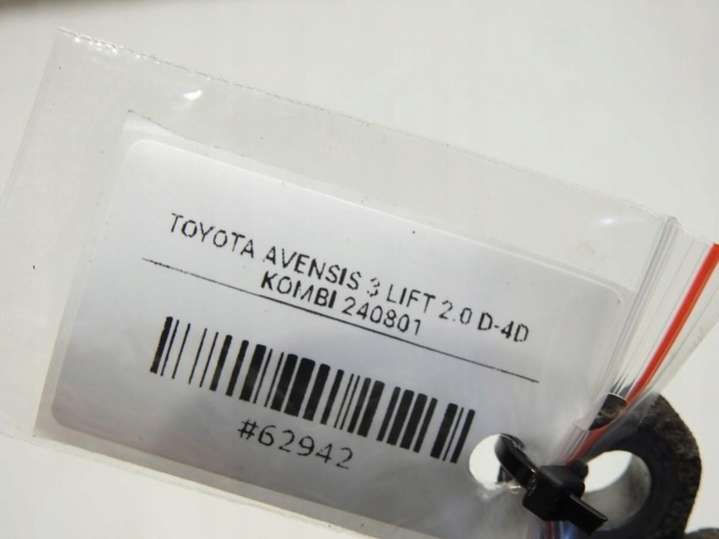 TOYOTA AVENSIS 3 LIFT 2.0 D-4D
KOMBI 240801
#62942